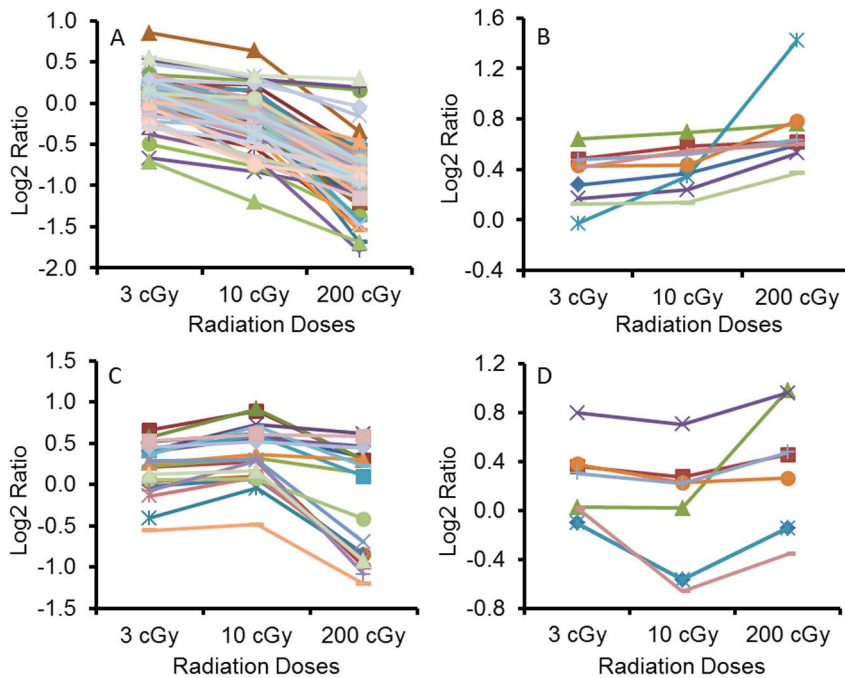 A
Log2 Ratio
1.0
0.5
0.0
-0.5
-1.0
-1.5
-2.0
3 cGy 10 cGy 200 cGy
Radiation Doses
B
Log2 Ratio
1.6
1.2
0.8
0.4
0.0
-0.4
3 cGy 10 cGy 200 cGy
Radiation Doses
C
Log2 Ratio
1.5
1.0
0.5
0.0
-0.5
-1.0
-1.5
3 cGy 10 cGy 200 cGy
Radiation Doses
D
Log2 Ratio
1.2
0.8
0.4
0.0
-0.4
-0.8
3 cGy 10 cGy 200 cGy
Radiation Doses